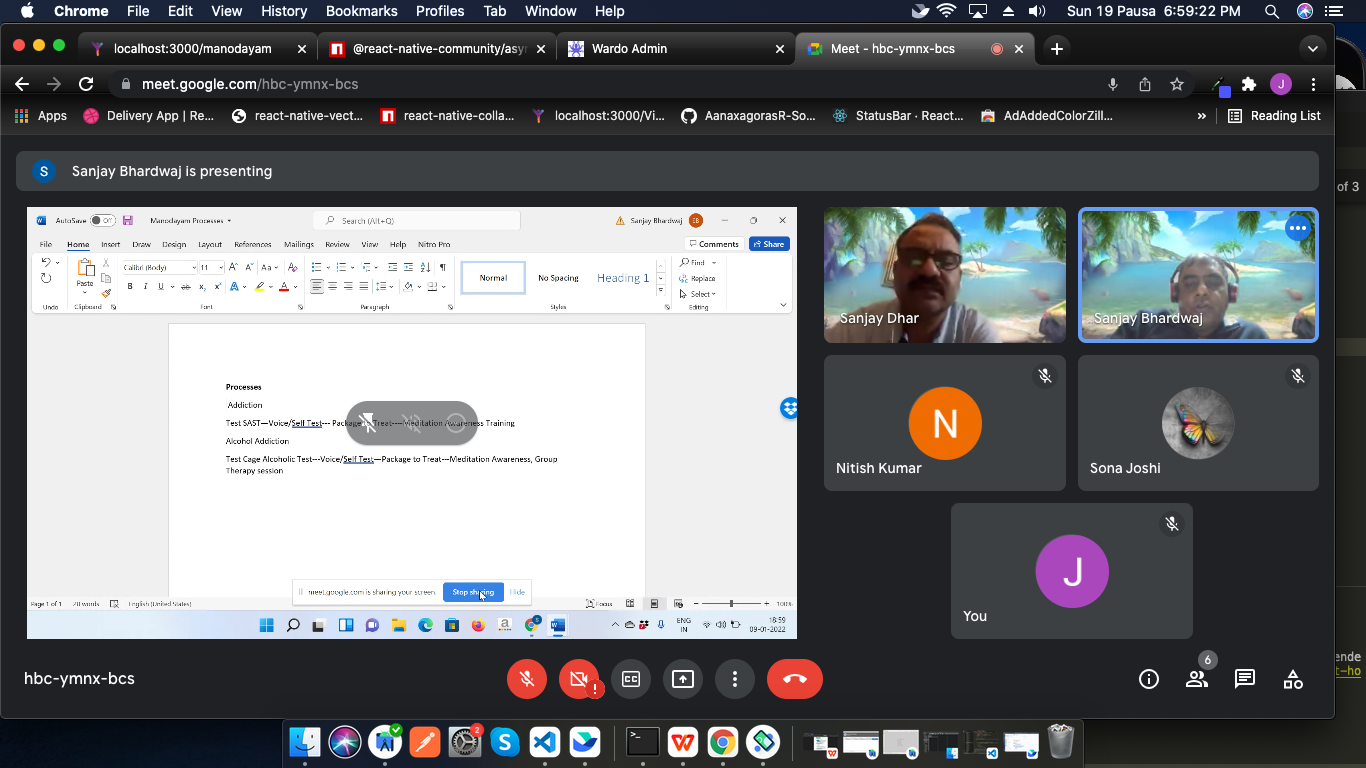 Chrome File Edit View History Bookmarks Profiles Tab Window Help Sun 19 Pausa 6:59:22 PM
localhost:3000/manodayam @react-native-community/asy Wardo Admin Meet - hbc-ymnx-bcs
meet.google.com/hbc-ymnx-bcs J
Apps Delivery App | Re... react-native-vect... react-native-colla... localhost:3000/Vi... AanaxagorasR-So... StatusBar · React... AdAddedColorZill... » Reading List
S Sanjay Bhardwaj is presenting
of 3
AutoSave Off Manodayam Processes Search (Alt+Q) Sanjay Bhardwaj SB
File Home Insert Draw Design Layout References Mailings Review View Help Nitro Pro Comments Share
Calibri (Body) 11 Aa Normal No Spacing Heading 1 Find
Paste Replace
B I U ab x₂ x² A A Select
Undo Clipboard Font Paragraph Styles Editing
Processes
Addiction
Test SAST—Voice/Self Test--- Package to Treat----Meditation Awareness Training
Alcohol Addiction
Test Cage Alcoholic Test---Voice/Self Test—Package to Treat---Meditation Awareness, Group
Therapy session
meet.google.com is sharing your screen. Stop sharing Hide
Page 1 of 1 28 words English (United States) Focus 100%
ENG
IN
18:59
09-01-2022
Sanjay Dhar
Sanjay Bhardwaj
N
Nitish Kumar
Sona Joshi
J
You
hbc-ymnx-bcs
CC
6
ende
t-ho
2